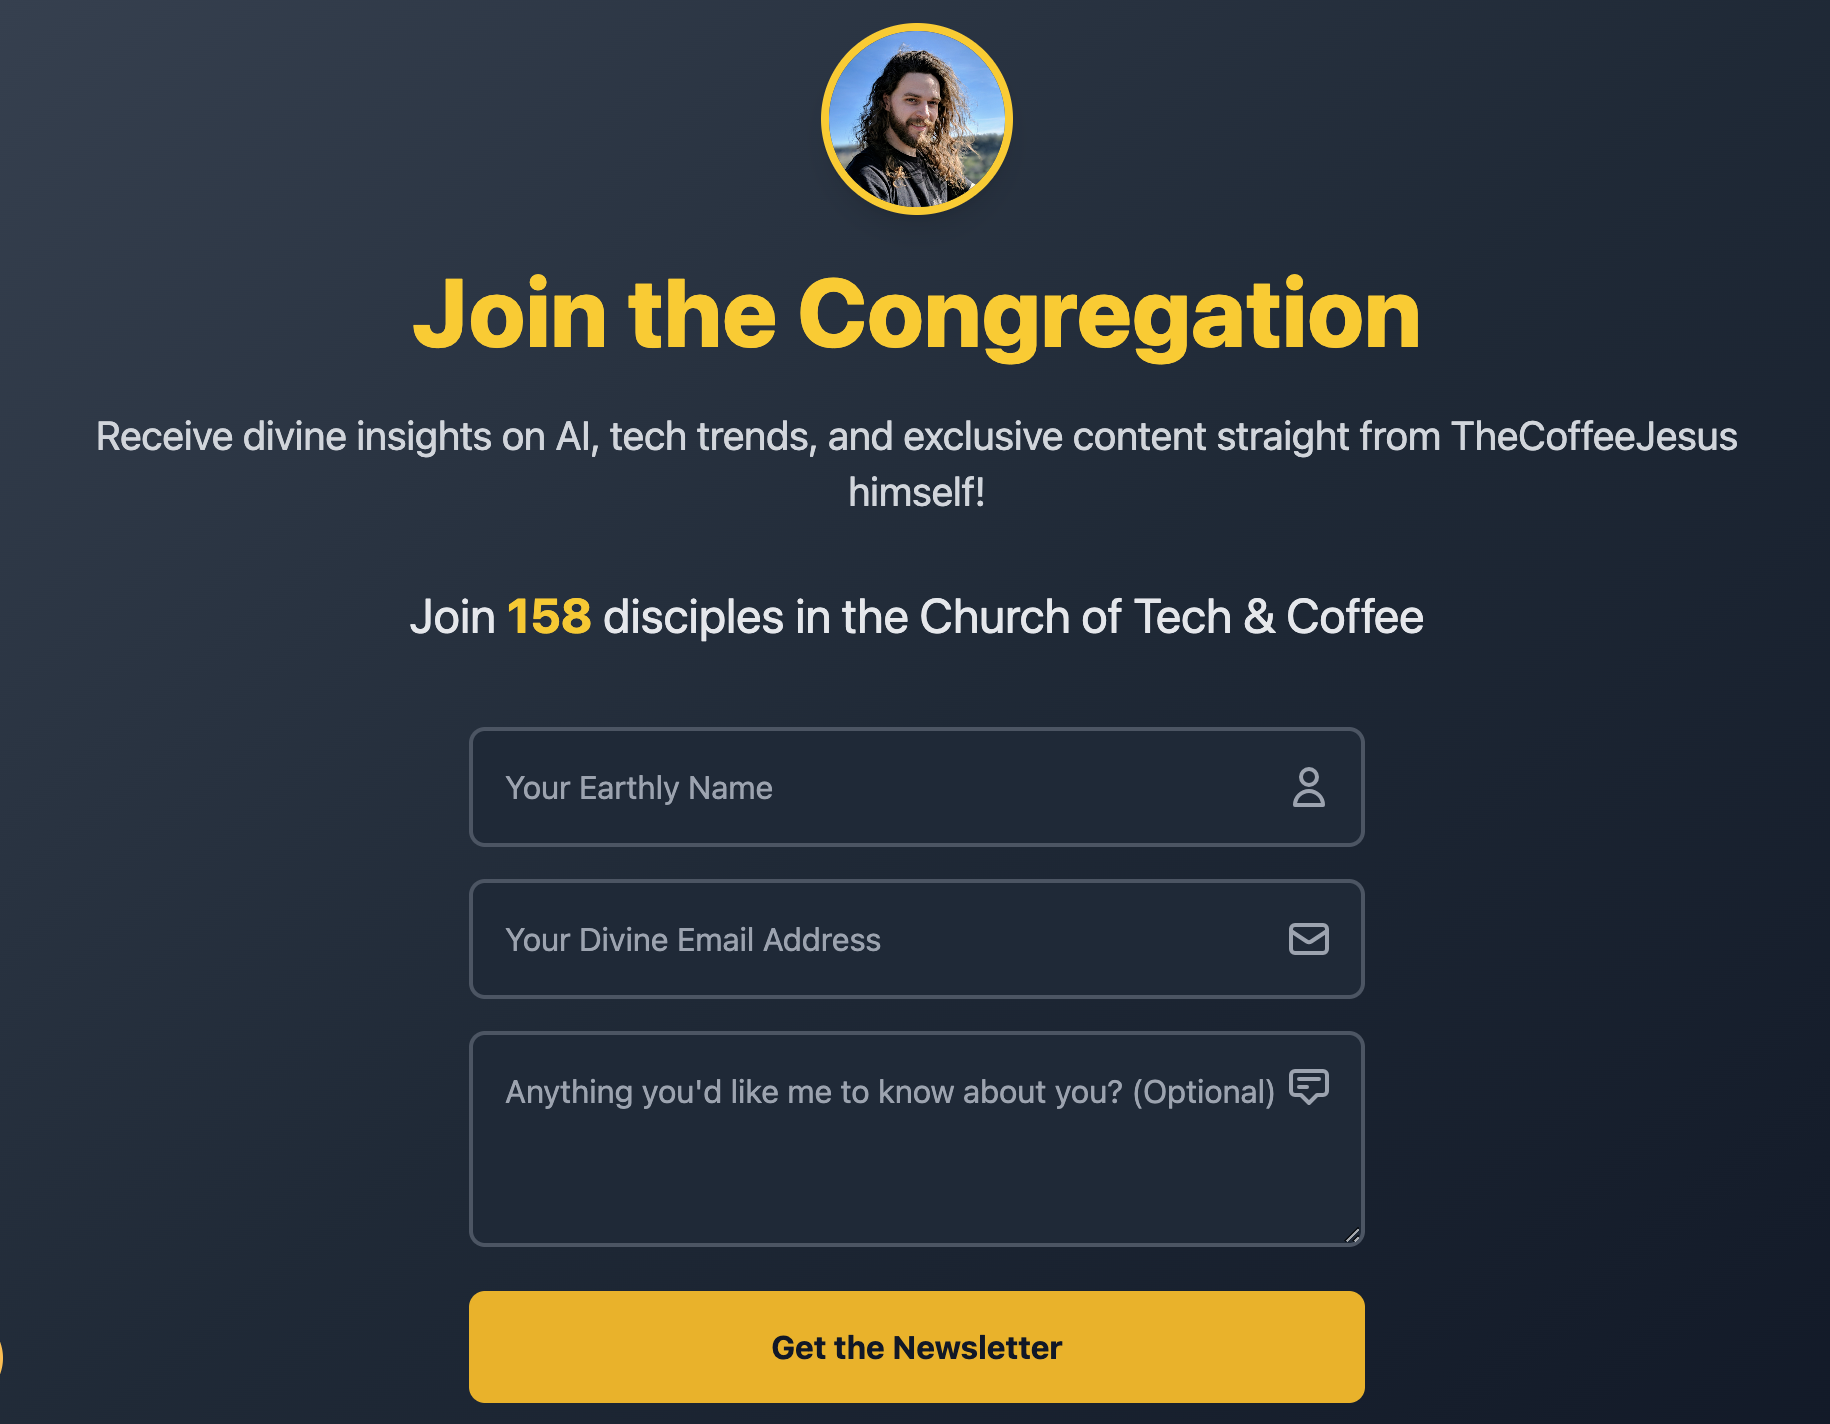 Join the Congregation
Receive divine insights on AI, tech trends, and exclusive content straight from TheCoffeeJesus
himself!
Join 158 disciples in the Church of Tech & Coffee
Your Earthly Name
Your Divine Email Address
Anything you'd like me to know about you? (Optional)
Get the Newsletter